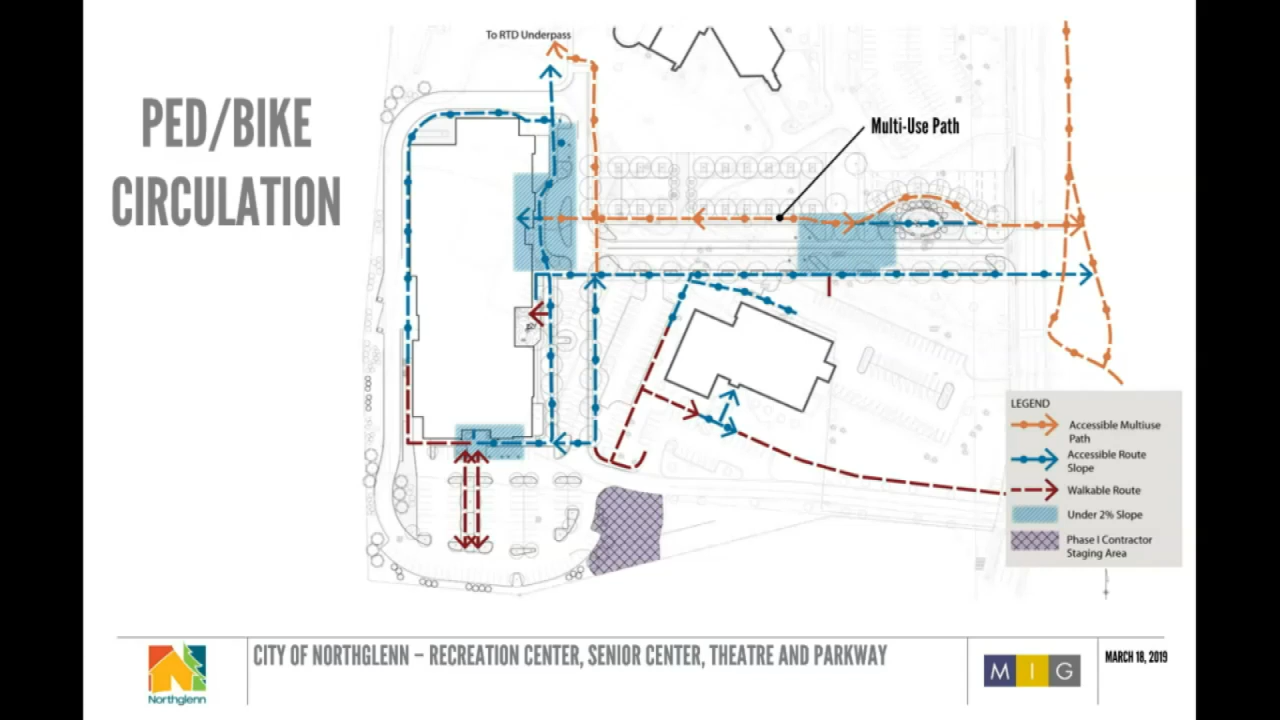 To RTD Underpass
PED/BIKE
CIRCULATION
Multi-Use Path
LEGEND
Accessible Multiuse
Path
Accessible Route
Slope
Walkable Route
Under 2% Slope
Phase I Contractor
Staging Area
Northglenn
CITY OF NORTHGLENN – RECREATION CENTER, SENIOR CENTER, THEATRE AND PARKWAY
M I G
MARCH 18, 2019